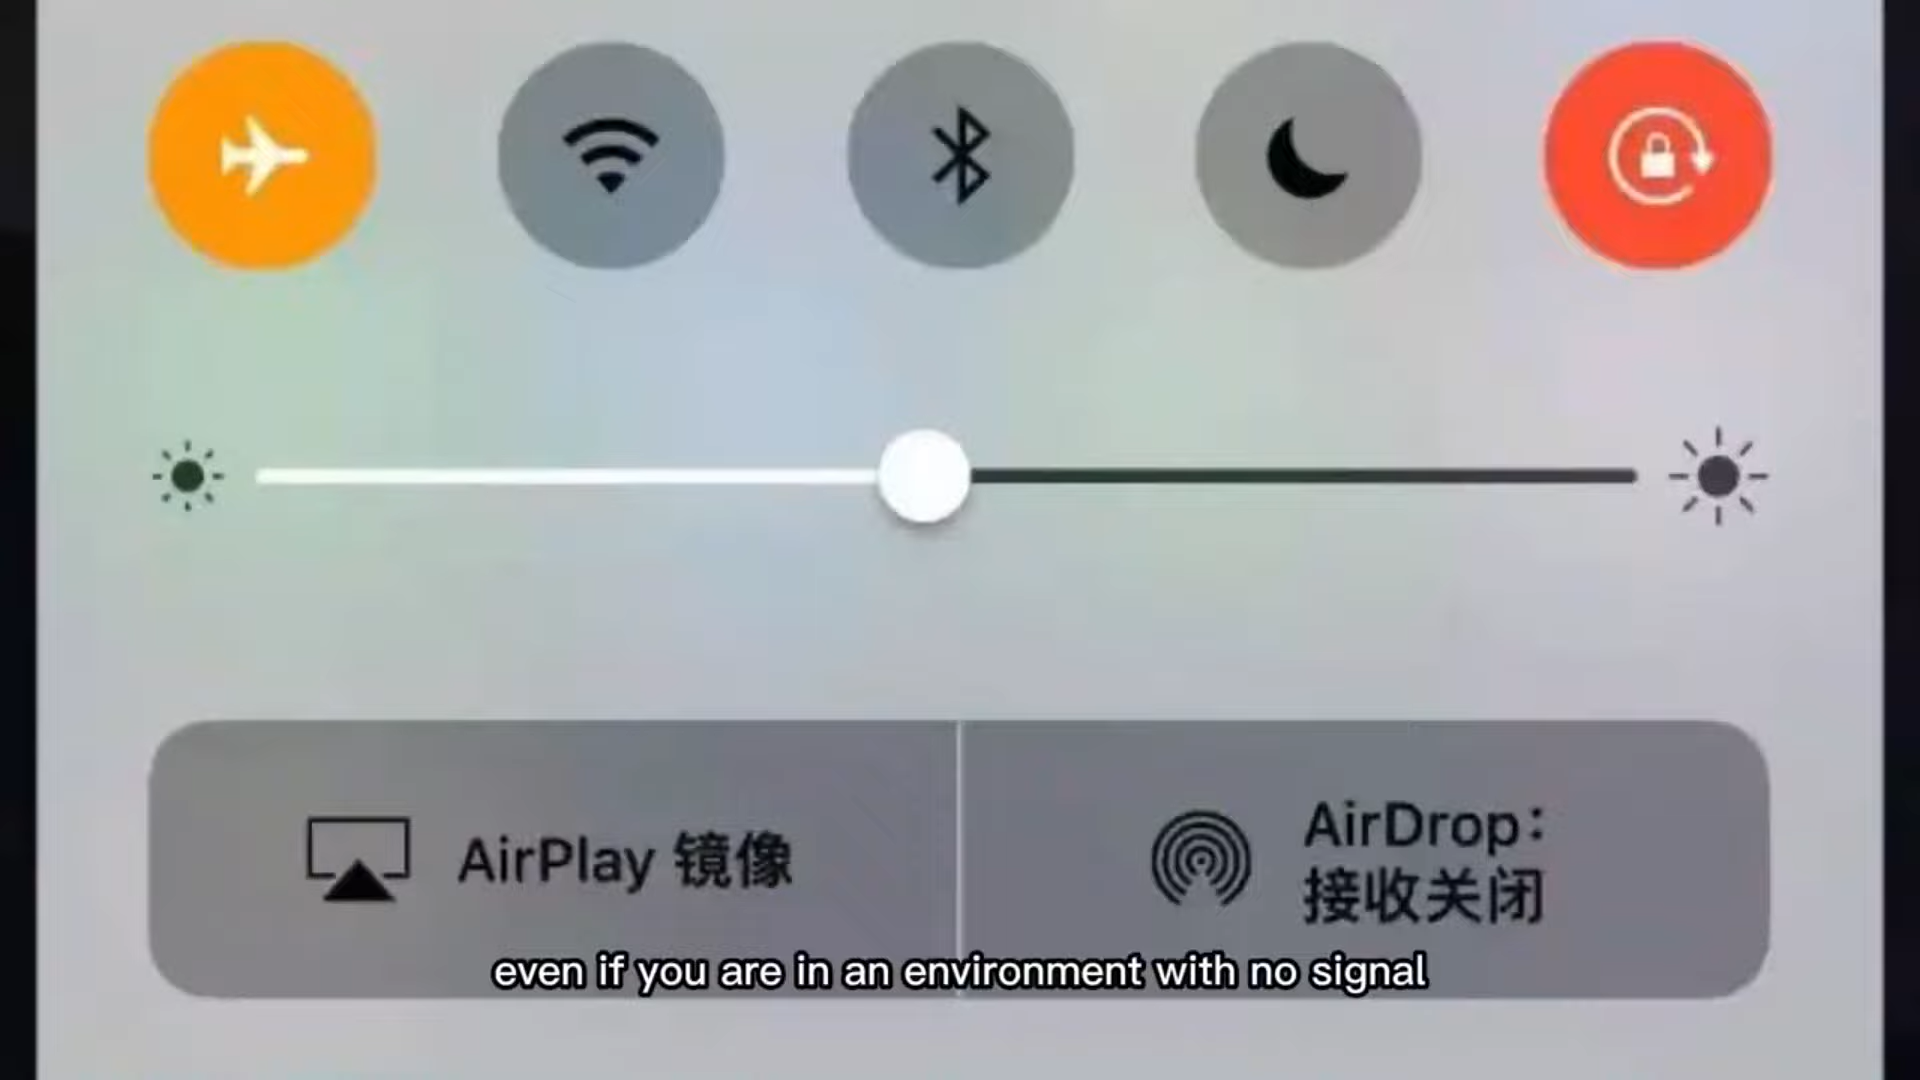 AirPlay 镜像
AirDrop：
接收关闭
even if you are in an environment with no signal